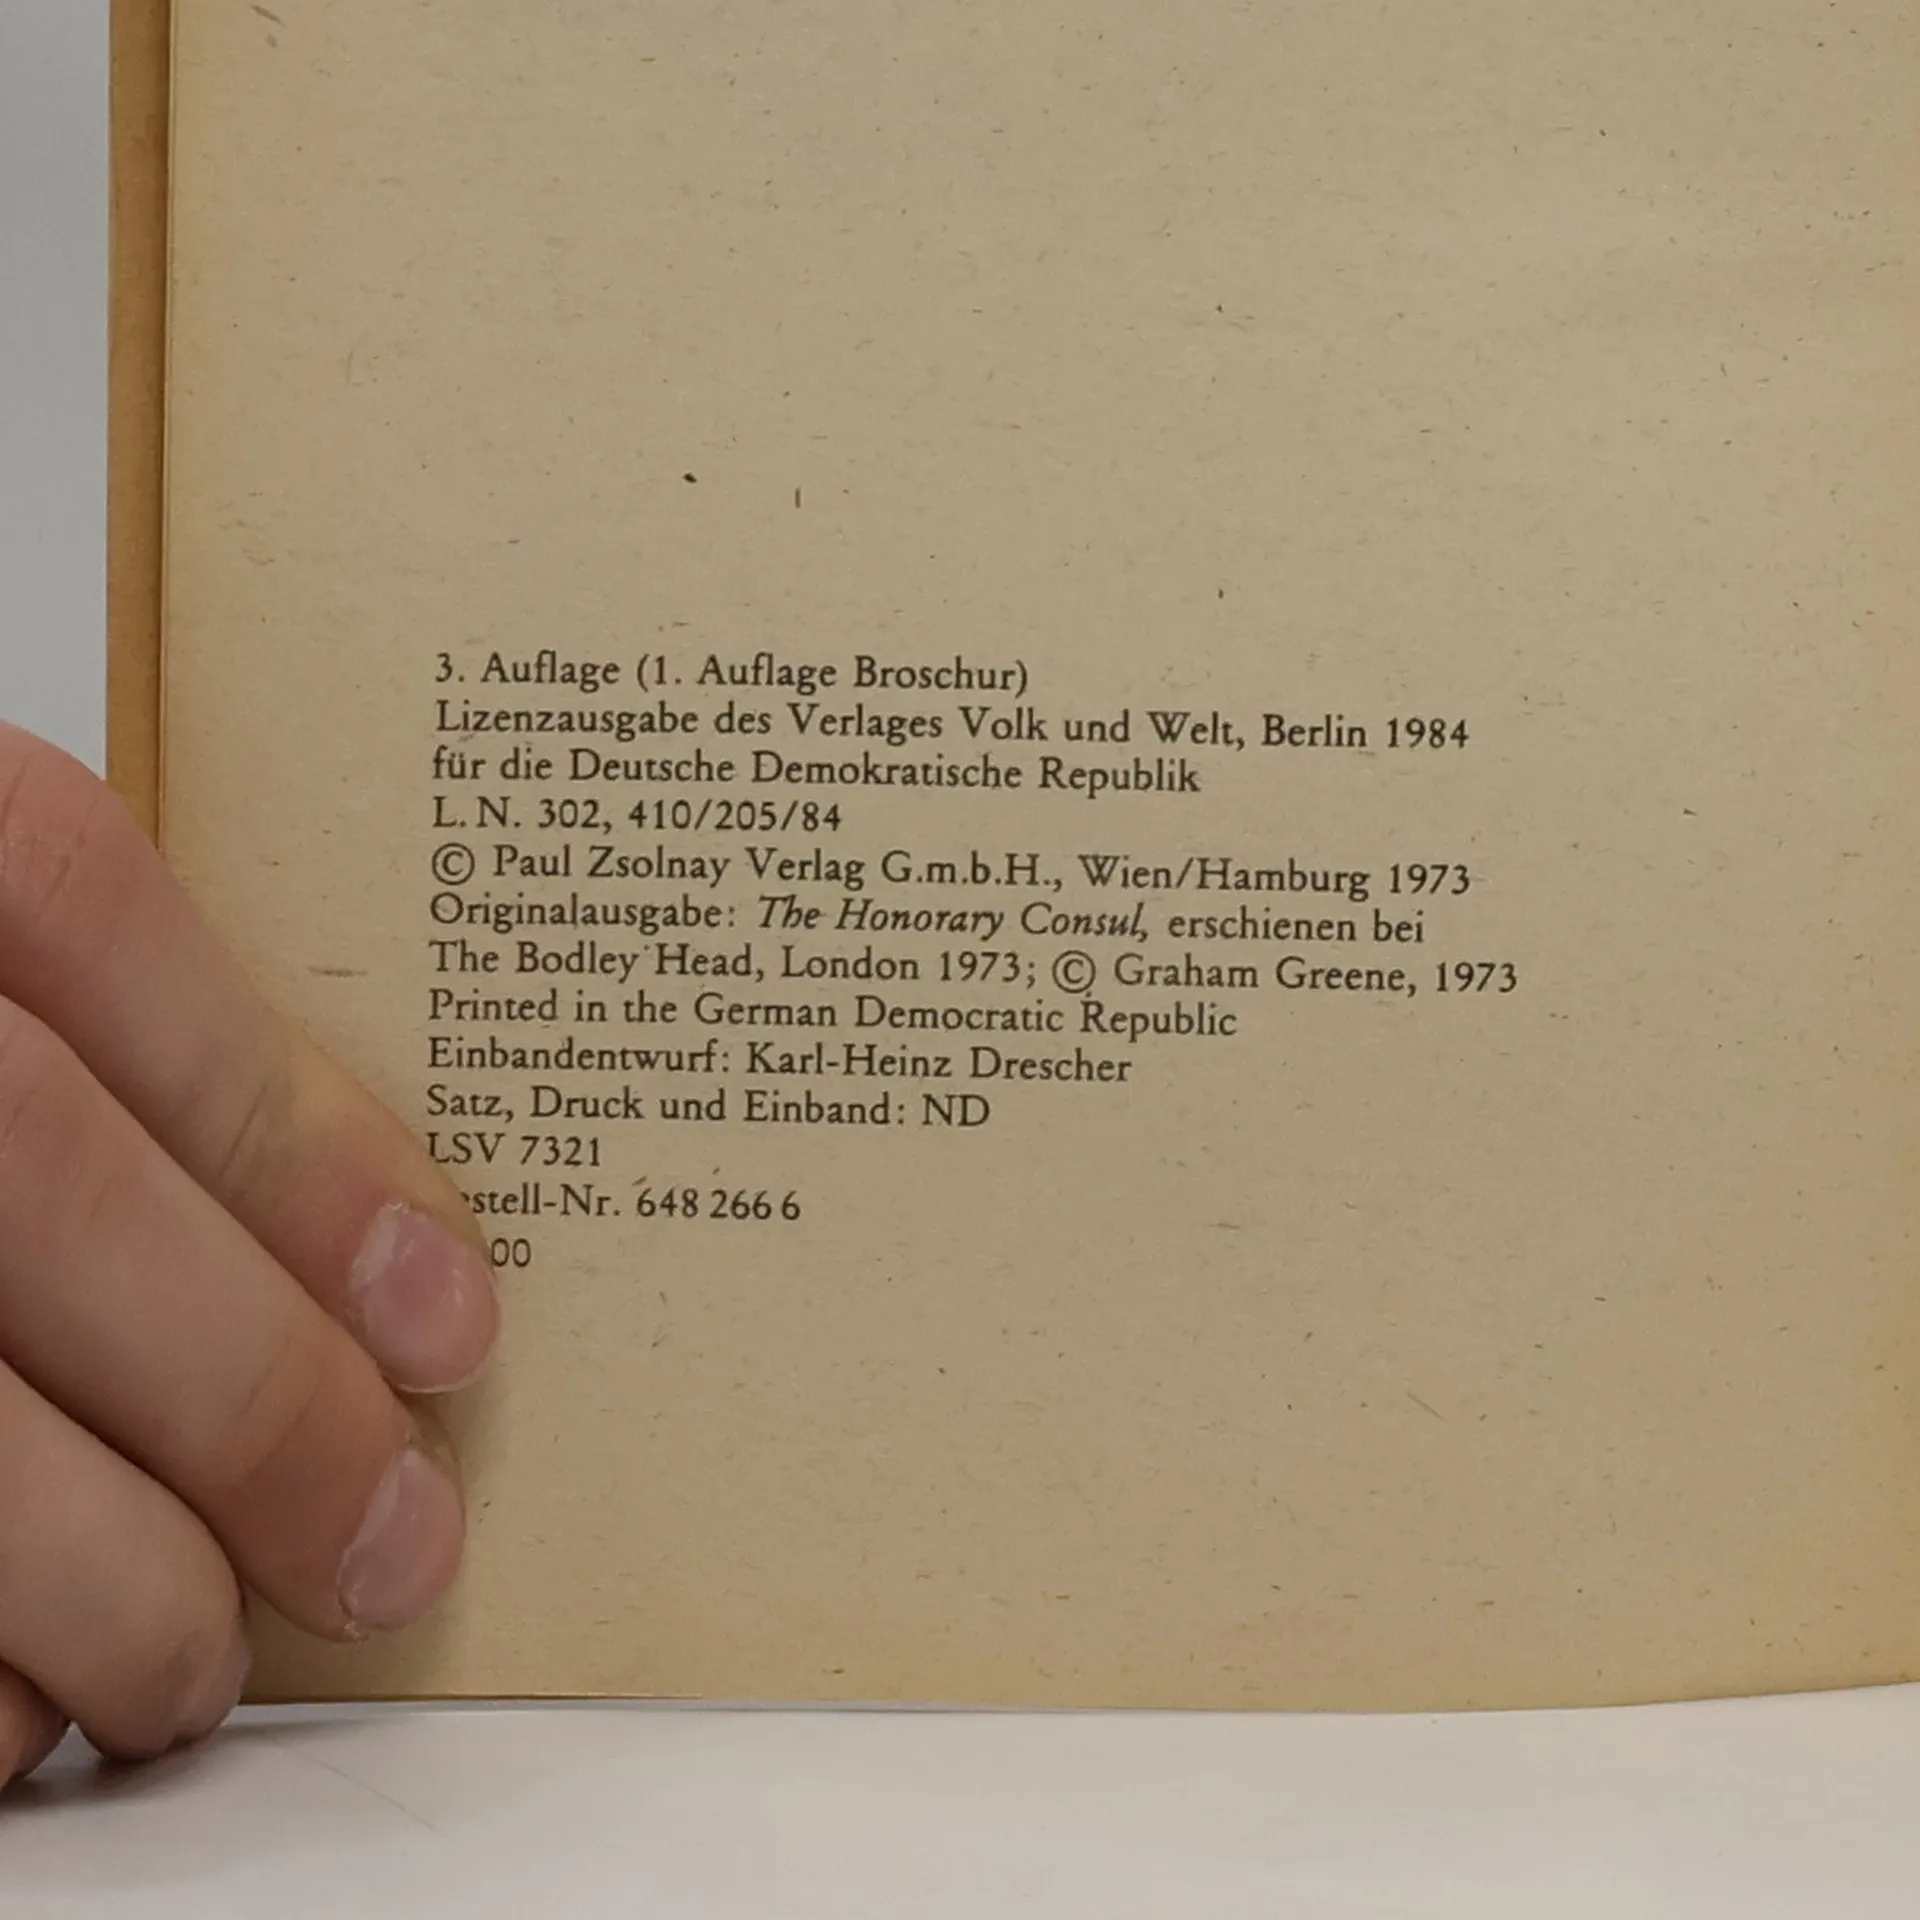 3. Auflage (1. Auflage Broschur)
Lizenzausgabe des Verlages Volk und Welt, Berlin 1984
für die Deutsche Demokratische Republik
L. N. 302, 410/205/84
© Paul Zsolnay Verlag G.m.b.H., Wien/Hamburg 1973
Originalausgabe: The Honorary Consul, erschienen bei
The Bodley Head, London 1973; © Graham Greene, 1973
Printed in the German Democratic Republic
Einbandentwurf: Karl-Heinz Drescher
Satz, Druck und Einband: ND
LSV 7321
stell-Nr. 648 266 6
00